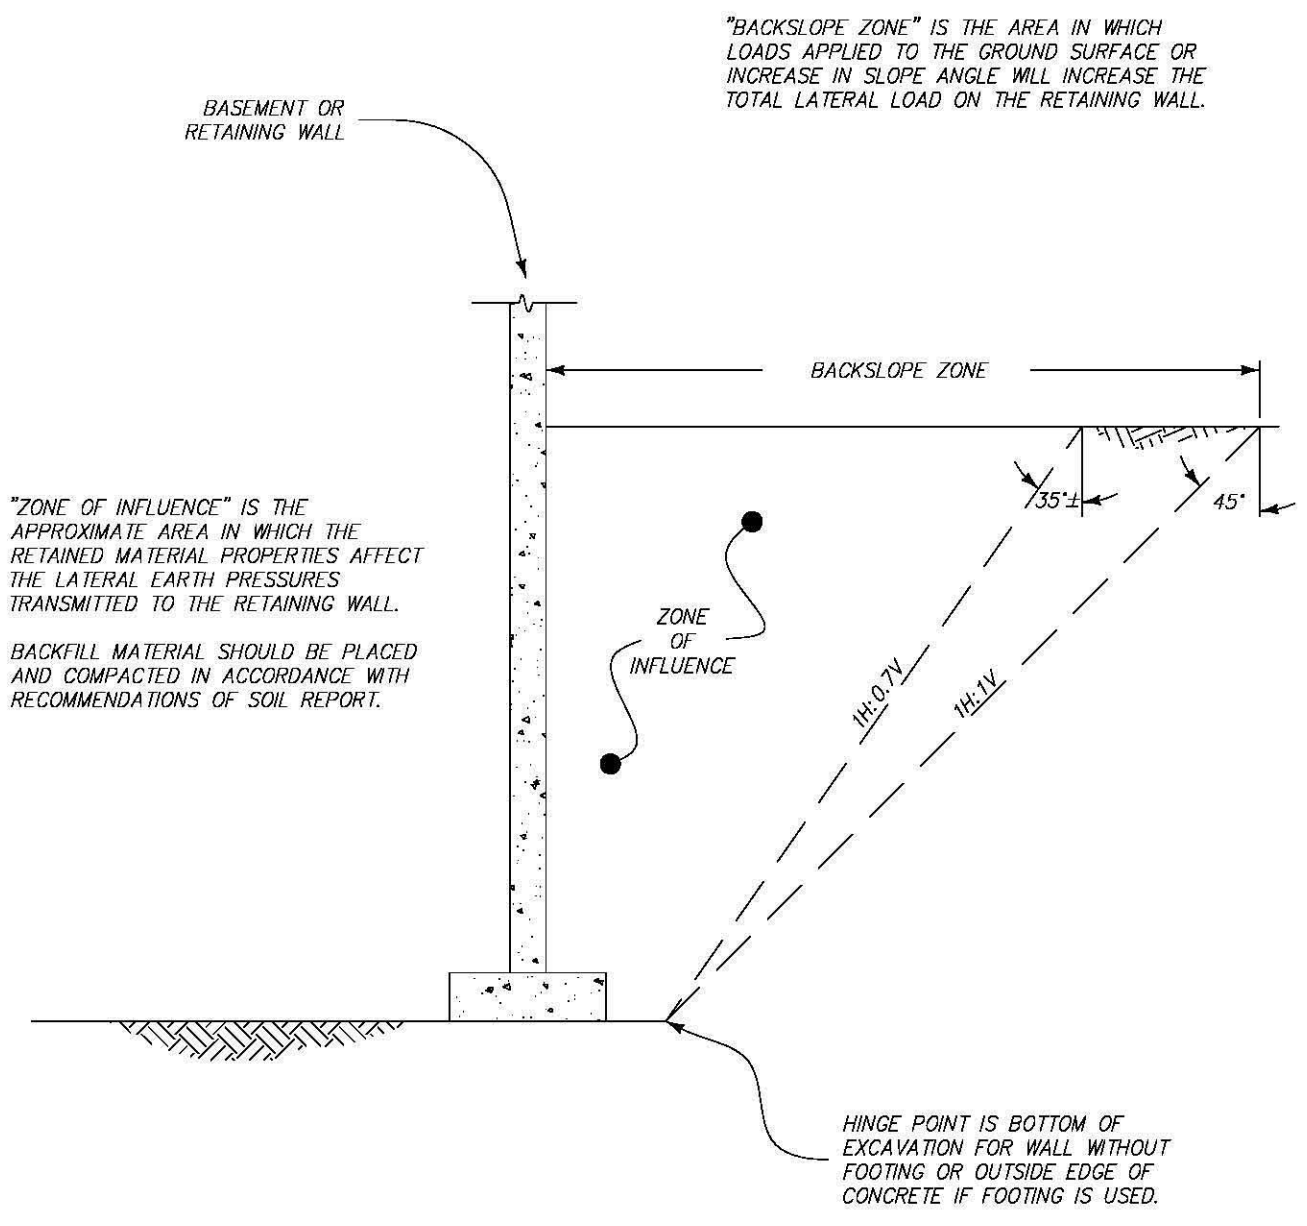 "BACKSLOPE ZONE" IS THE AREA IN WHICH
LOADS APPLIED TO THE GROUND SURFACE OR
INCREASE IN SLOPE ANGLE WILL INCREASE THE
TOTAL LATERAL LOAD ON THE RETAINING WALL.
BASEMENT OR
RETAINING WALL
BACKSLOPE ZONE
35°±
45°
"ZONE OF INFLUENCE" IS THE
APPROXIMATE AREA IN WHICH THE
RETAINED MATERIAL PROPERTIES AFFECT
THE LATERAL EARTH PRESSURES
TRANSMITTED TO THE RETAINING WALL.
BACKFILL MATERIAL SHOULD BE PLACED
AND COMPACTED IN ACCORDANCE WITH
RECOMMENDATIONS OF SOIL REPORT.
ZONE
OF
INFLUENCE
1H:0.7V
1H:1V
HINGE POINT IS BOTTOM OF
EXCAVATION FOR WALL WITHOUT
FOOTING OR OUTSIDE EDGE OF
CONCRETE IF FOOTING IS USED.